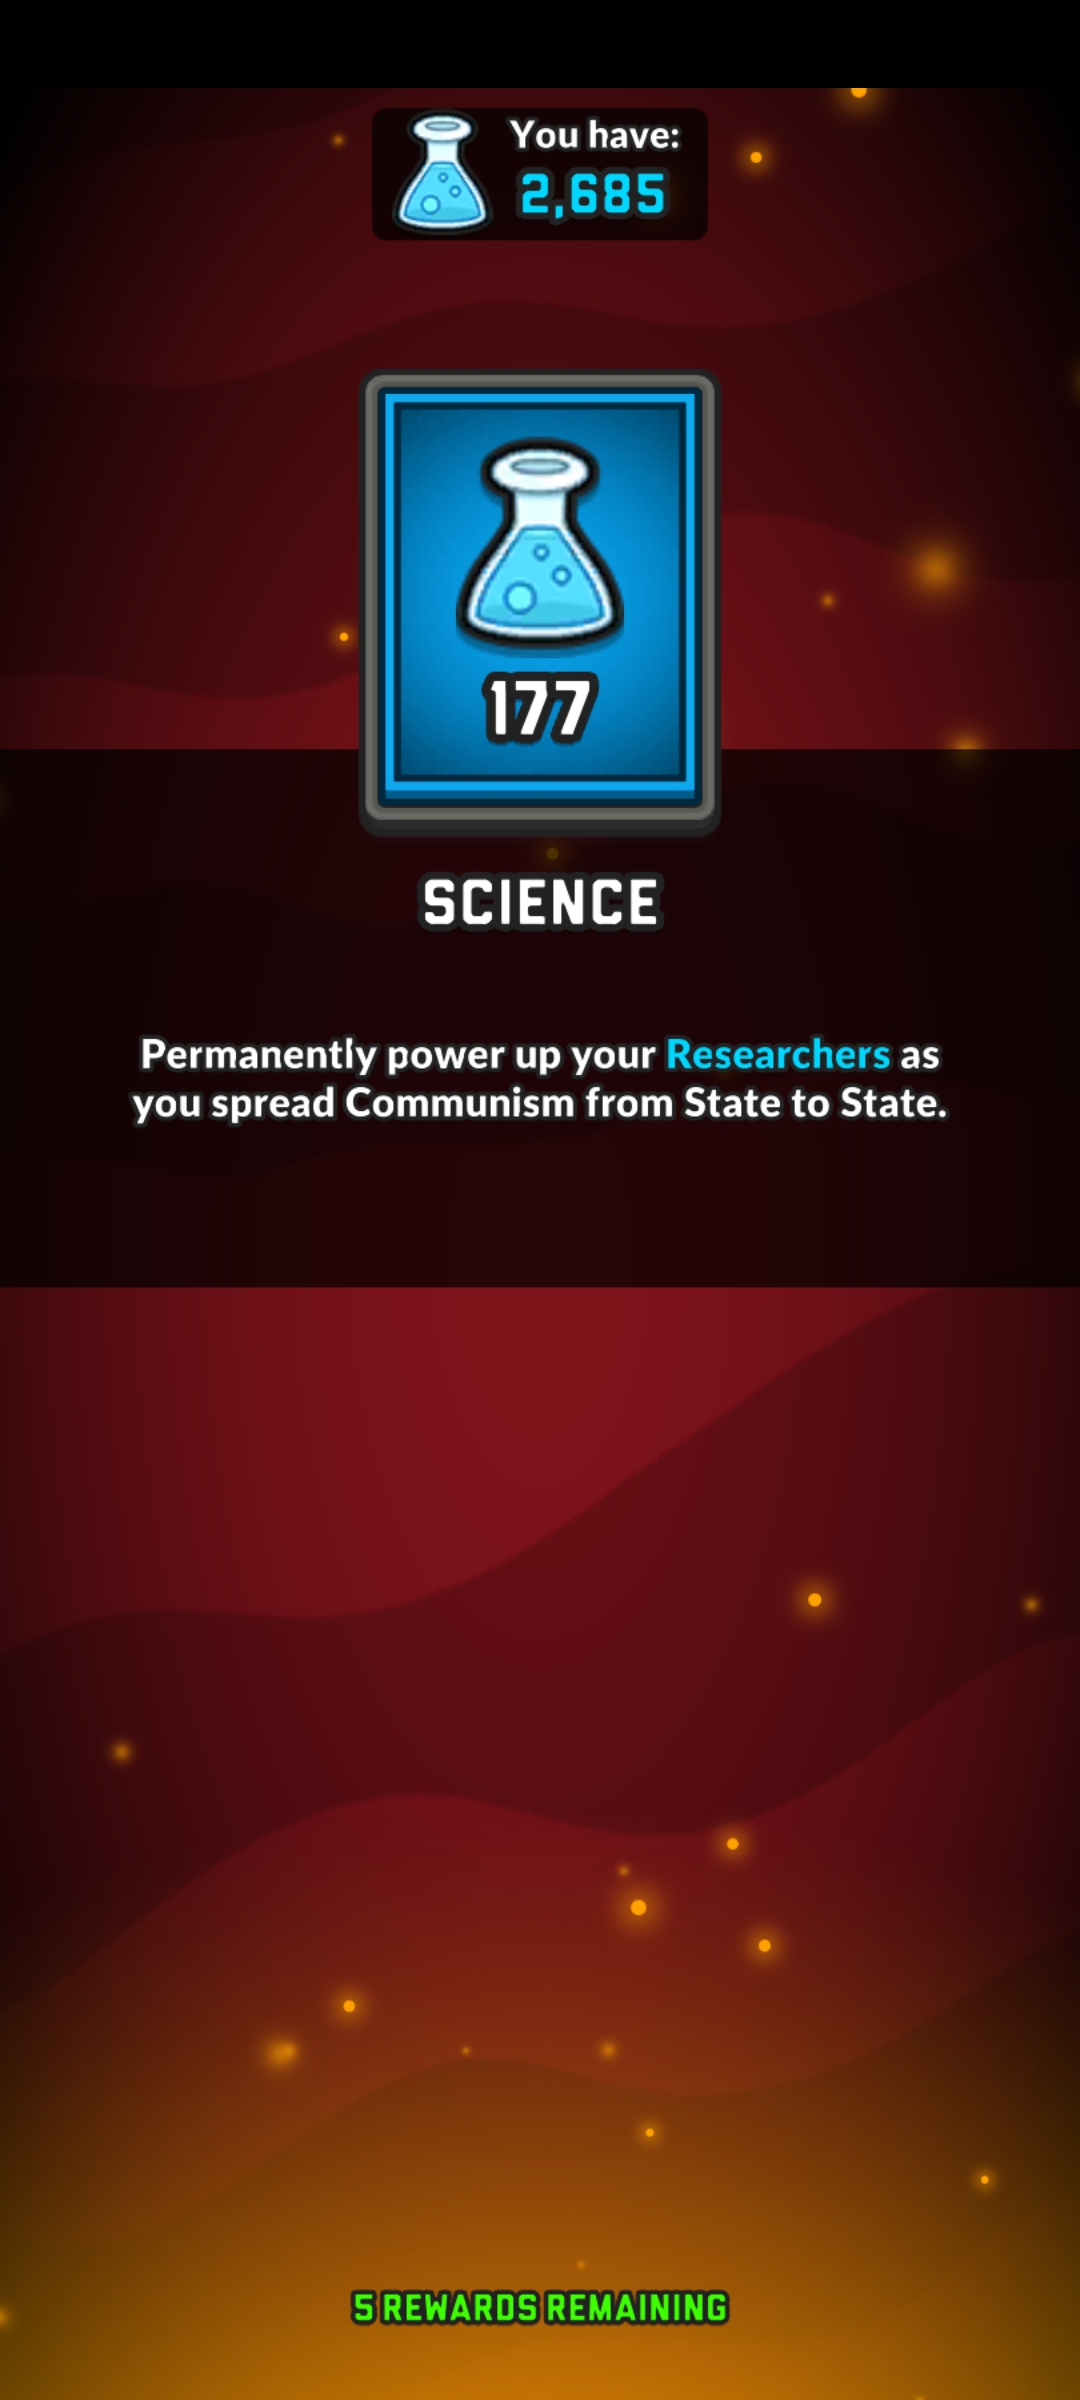 You have:
2,685
177
SCIENCE
Permanently power up your Researchers as
you spread Communism from State to State.
5 REWARDS REMAINING